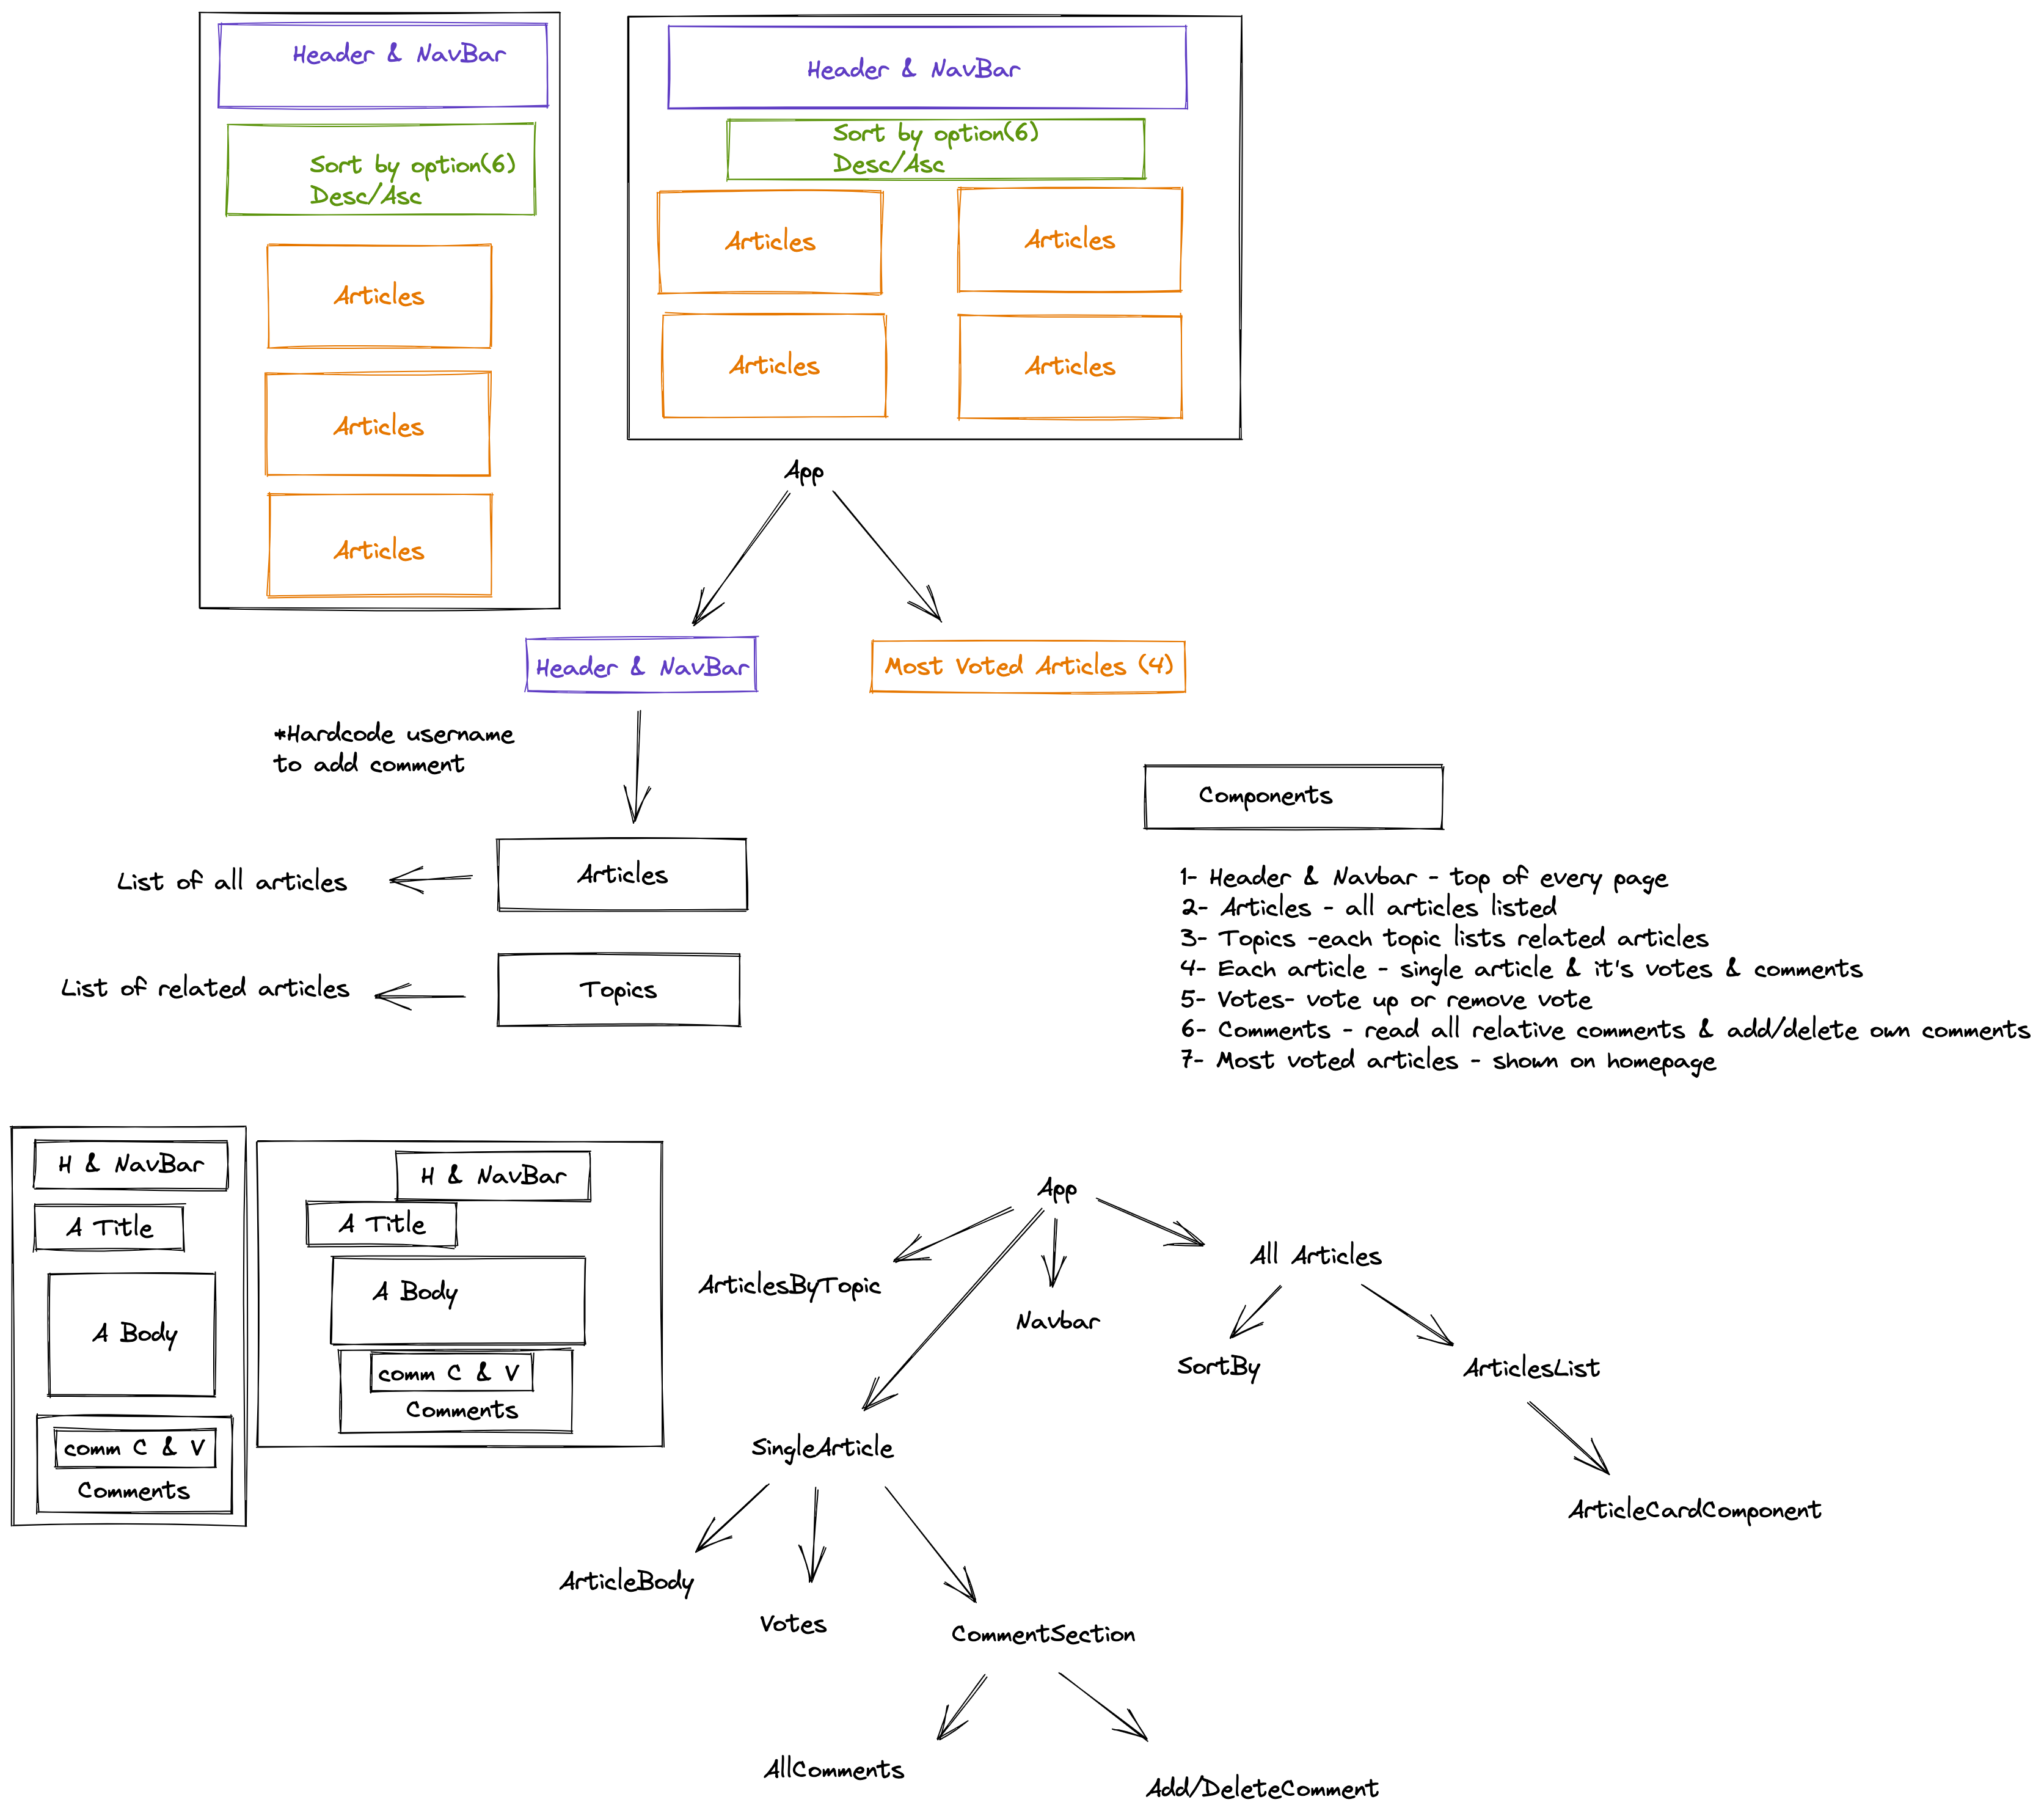 Header & NavBar
Sort by option(6)
Desc/Asc
Articles
Articles
Articles
Header & NavBar
Sort by option(6)
Desc/Asc
Articles
Articles
Articles
Articles
App
Header & NavBar
Most Voted Articles (4)
*Hardcode username
to add comment
Articles
List of all articles
Topics
List of related articles
Components
1- Header & Navbar - top of every page
2- Articles - all articles listed
3- Topics -each topic lists related articles
4- Each article - single article & it's votes & comments
5- Votes- vote up or remove vote
6- Comments - read all relative comments & add/delete own comments
7- Most voted articles - shown on homepage
H & NavBar
A Title
A Body
comm C & V
Comments
H & NavBar
A Title
A Body
comm C & V
Comments
App
ArticlesByTopic
Navbar
All Articles
SortBy
ArticlesList
ArticleCardComponent
SingleArticle
ArticleBody
Votes
CommentSection
AllComments
Add/DeleteComment